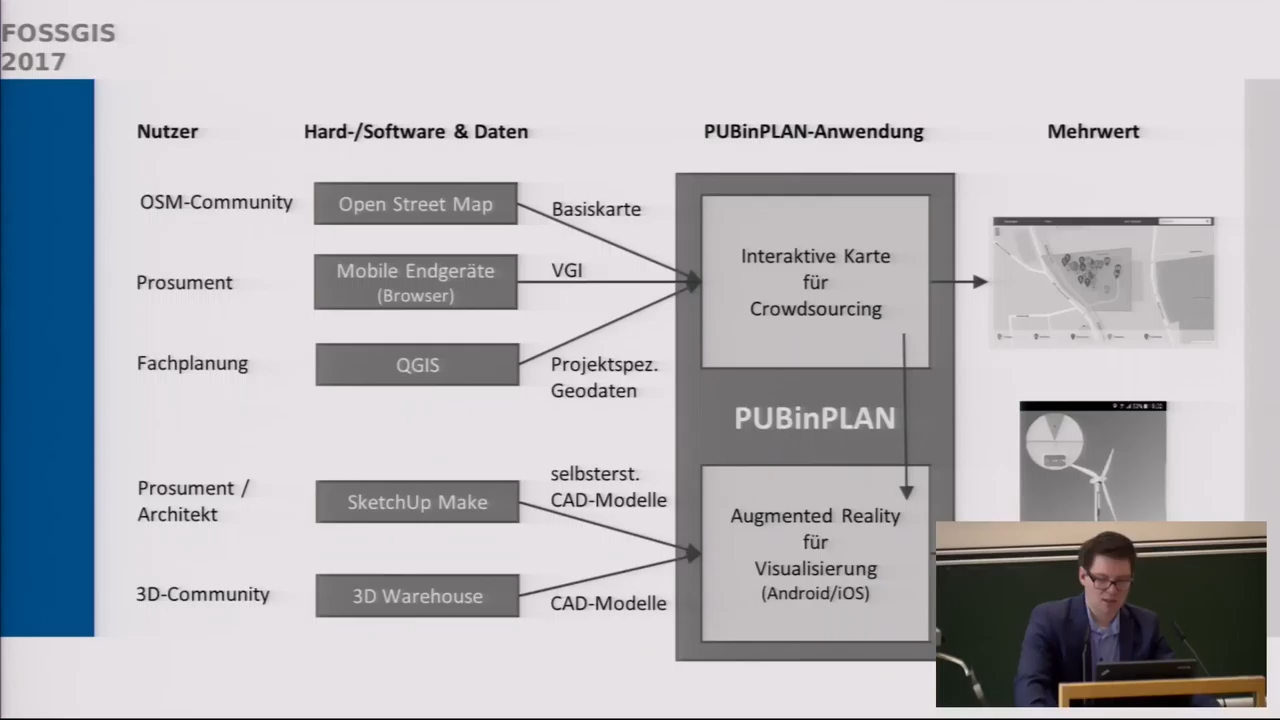 FOSSGIS
2017
Nutzer
Hard-/Software & Daten
PUBinPLAN-Anwendung
Mehrwert
OSM-Community
Open Street Map
Basiskarte
Prosument
Mobile Endgeräte
(Browser)
VGI
Fachplanung
QGIS
Projektspez.
Geodaten
Interaktive Karte
für
Crowdsourcing
PUBinPLAN
Prosument /
Architekt
SketchUp Make
selbsterst.
CAD-Modelle
3D-Community
3D Warehouse
CAD-Modelle
Augmented Reality
für
Visualisierung
(Android/iOS)